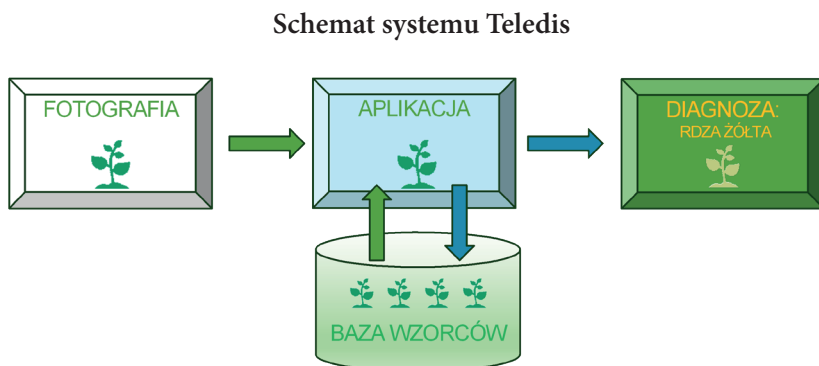 Schemat systemu Teledis
FOTOGRAFIA
APLIKACJA
DIAGNOZA:
RDZA ŻÓŁTA
BAZA WZORCÓW